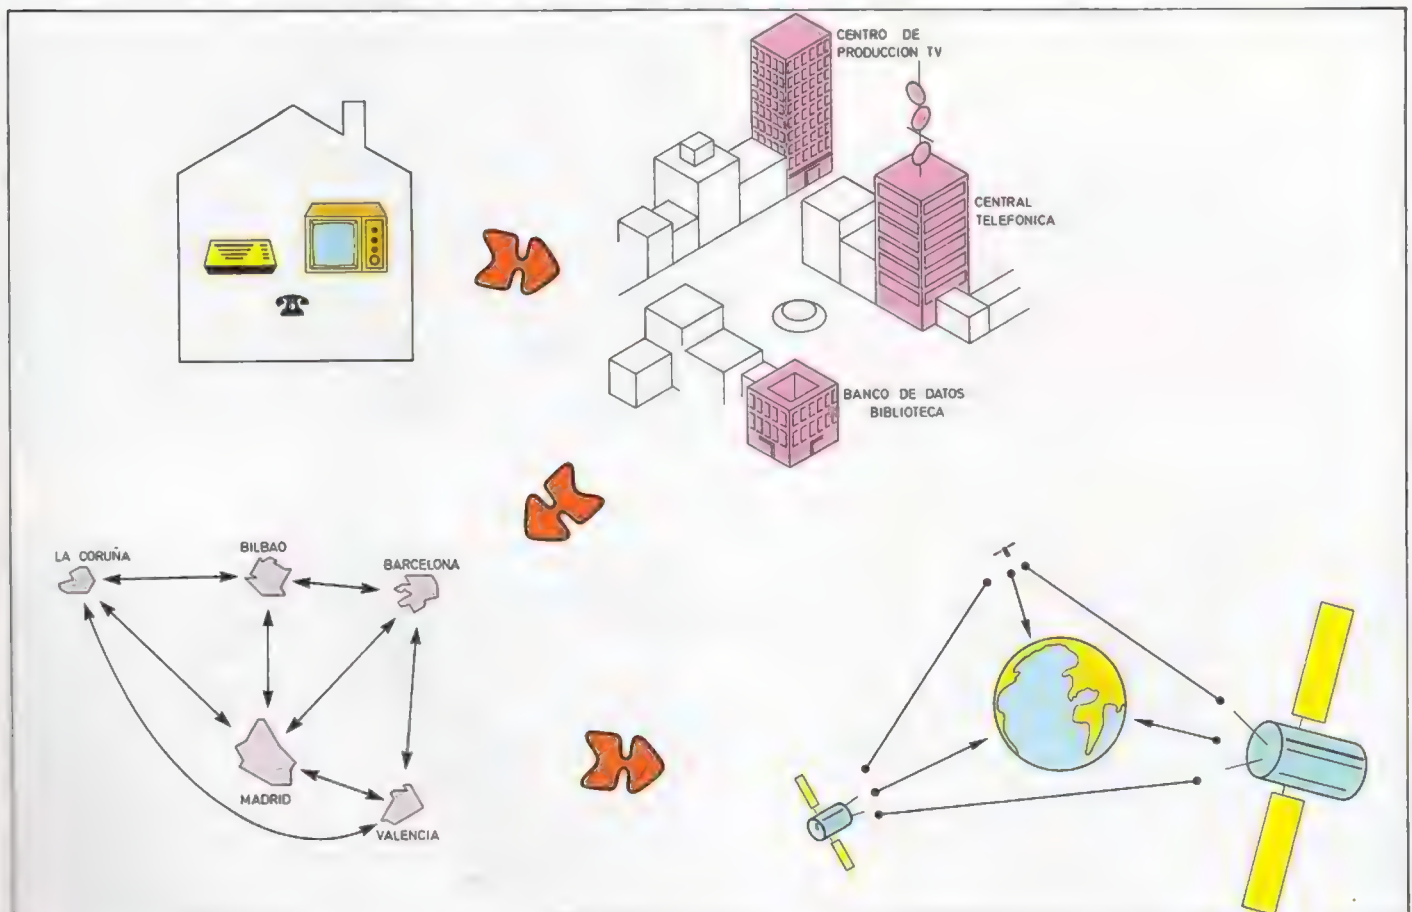 CENTRO DE
PRODUCCION TV
CENTRAL
TELEFONICA
BANCO DE DATOS
BIBLIOTECA
LA CORUÑA
BILBAO
BARCELONA
MADRID
VALENCIA